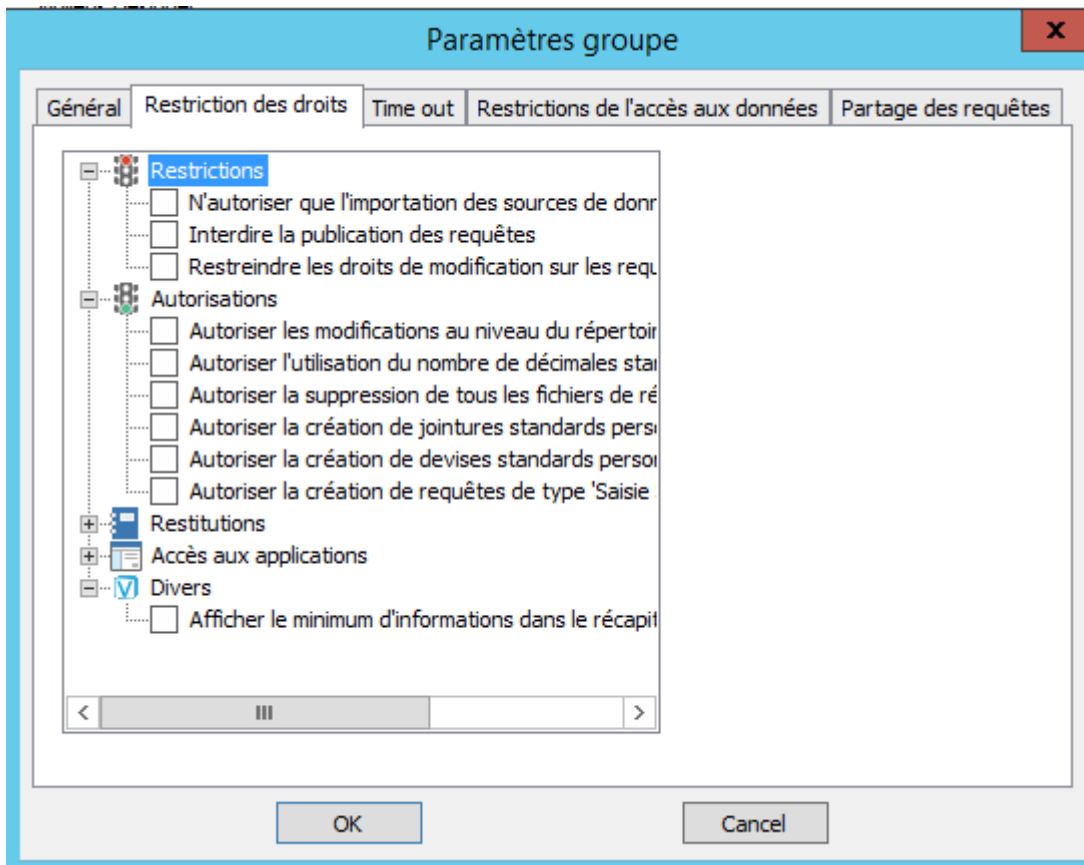 Paramètres groupe
x
Général Restriction des droits Time out Restrictions de l'accès aux données Partage des requêtes
Restrictions
N'autoriser que l'importation des sources de donr
Interdire la publication des requêtes
Restreindre les droits de modification sur les requ
Autorisations
Autoriser les modifications au niveau du répertoir
Autoriser l'utilisation du nombre de décimales sta
Autoriser la suppression de tous les fichiers de ré
Autoriser la création de jointures standards pers
Autoriser la création de devises standards person
Autoriser la création de requêtes de type 'Saisie
Restitutions
Accès aux applications
Divers
Afficher le minimum d'informations dans le récapit
OK Cancel